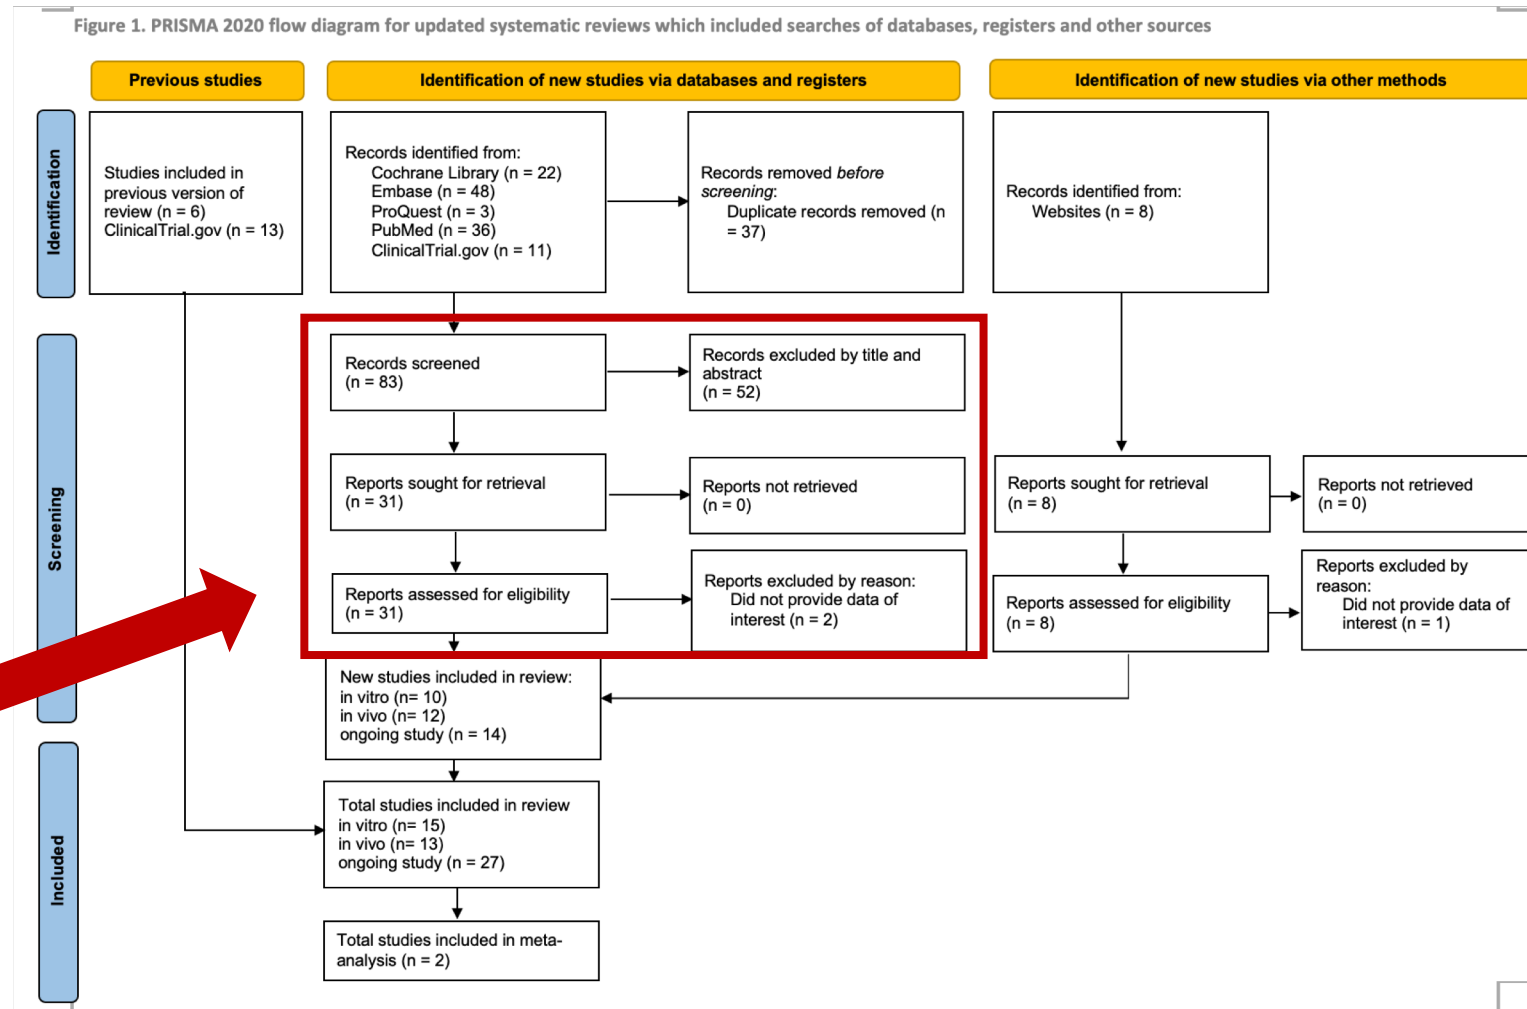 Figure 1. PRISMA 2020 flow diagram for updated systematic reviews which included searches of databases, registers and other sources
Previous studies
Identification of new studies via databases and registers
Identification of new studies via other methods
Identification
Studies included in
previous version of
review (n = 6)
ClinicalTrial.gov (n = 13)
Records identified from:
Cochrane Library (n = 22)
Embase (n = 48)
ProQuest (n = 3)
PubMed (n = 36)
ClinicalTrial.gov (n = 11)
Records removed before
screening:
Duplicate records removed (n
= 37)
Records identified from:
Websites (n = 8)
Screening
Records screened
(n = 83)
Records excluded by title and
abstract
(n = 52)
Reports sought for retrieval
(n = 31)
Reports not retrieved
(n = 0)
Reports sought for retrieval
(n = 8)
Reports not retrieved
(n = 0)
Reports assessed for eligibility
(n = 31)
Reports excluded by reason:
Did not provide data of
interest (n = 2)
Reports assessed for eligibility
(n = 8)
Reports excluded by
reason:
Did not provide data of
interest (n = 1)
New studies included in review:
in vitro (n= 10)
in vivo (n= 12)
ongoing study (n = 14)
Included
Total studies included in review
in vitro (n= 15)
in vivo (n= 13)
ongoing study (n = 27)
Total studies included in meta-
analysis (n = 2)